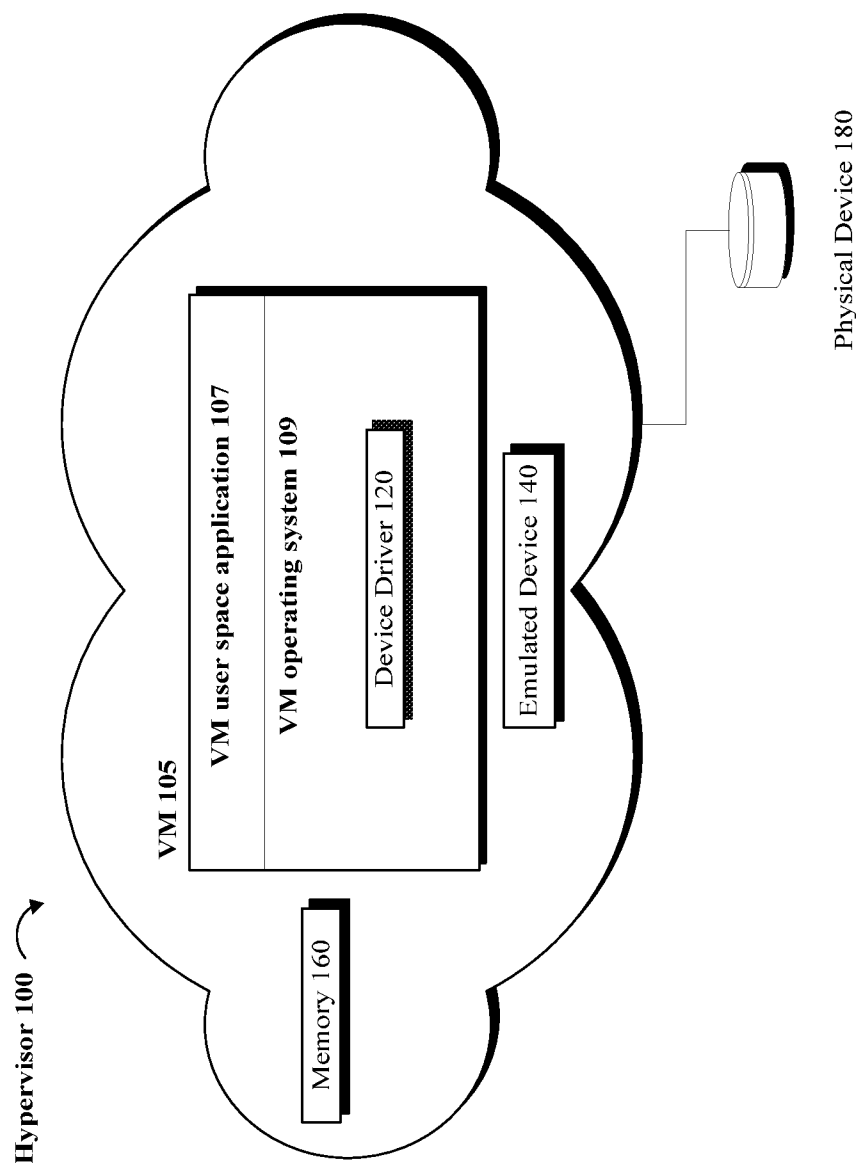 Hypervisor 100
VM 105
VM user space application 107
VM operating system 109
Memory 160
Device Driver 120
Emulated Device 140
Physical Device 180